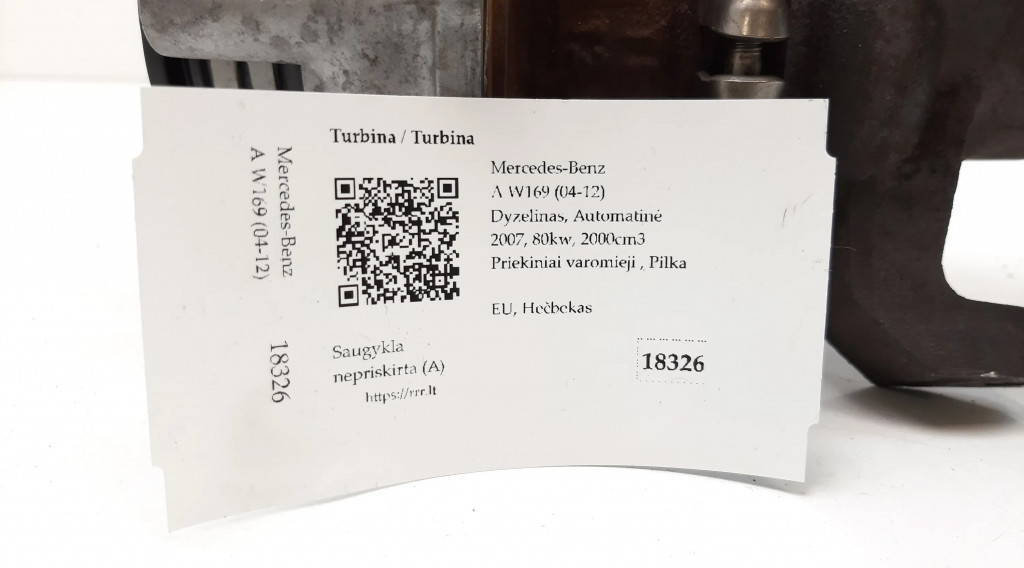 Turbina / Turbina
Mercedes-Benz
A W169 (04-12)
Dyzelinas, Automatinė
2007, 80kw, 2000cm3
Priekiniai varomieji , Pilka
EU, Hečbekas
Saugykla
nepriskirta (A)
https://rrr.lt
18326
Mercedes-Benz
A W169 (04-12)
18326